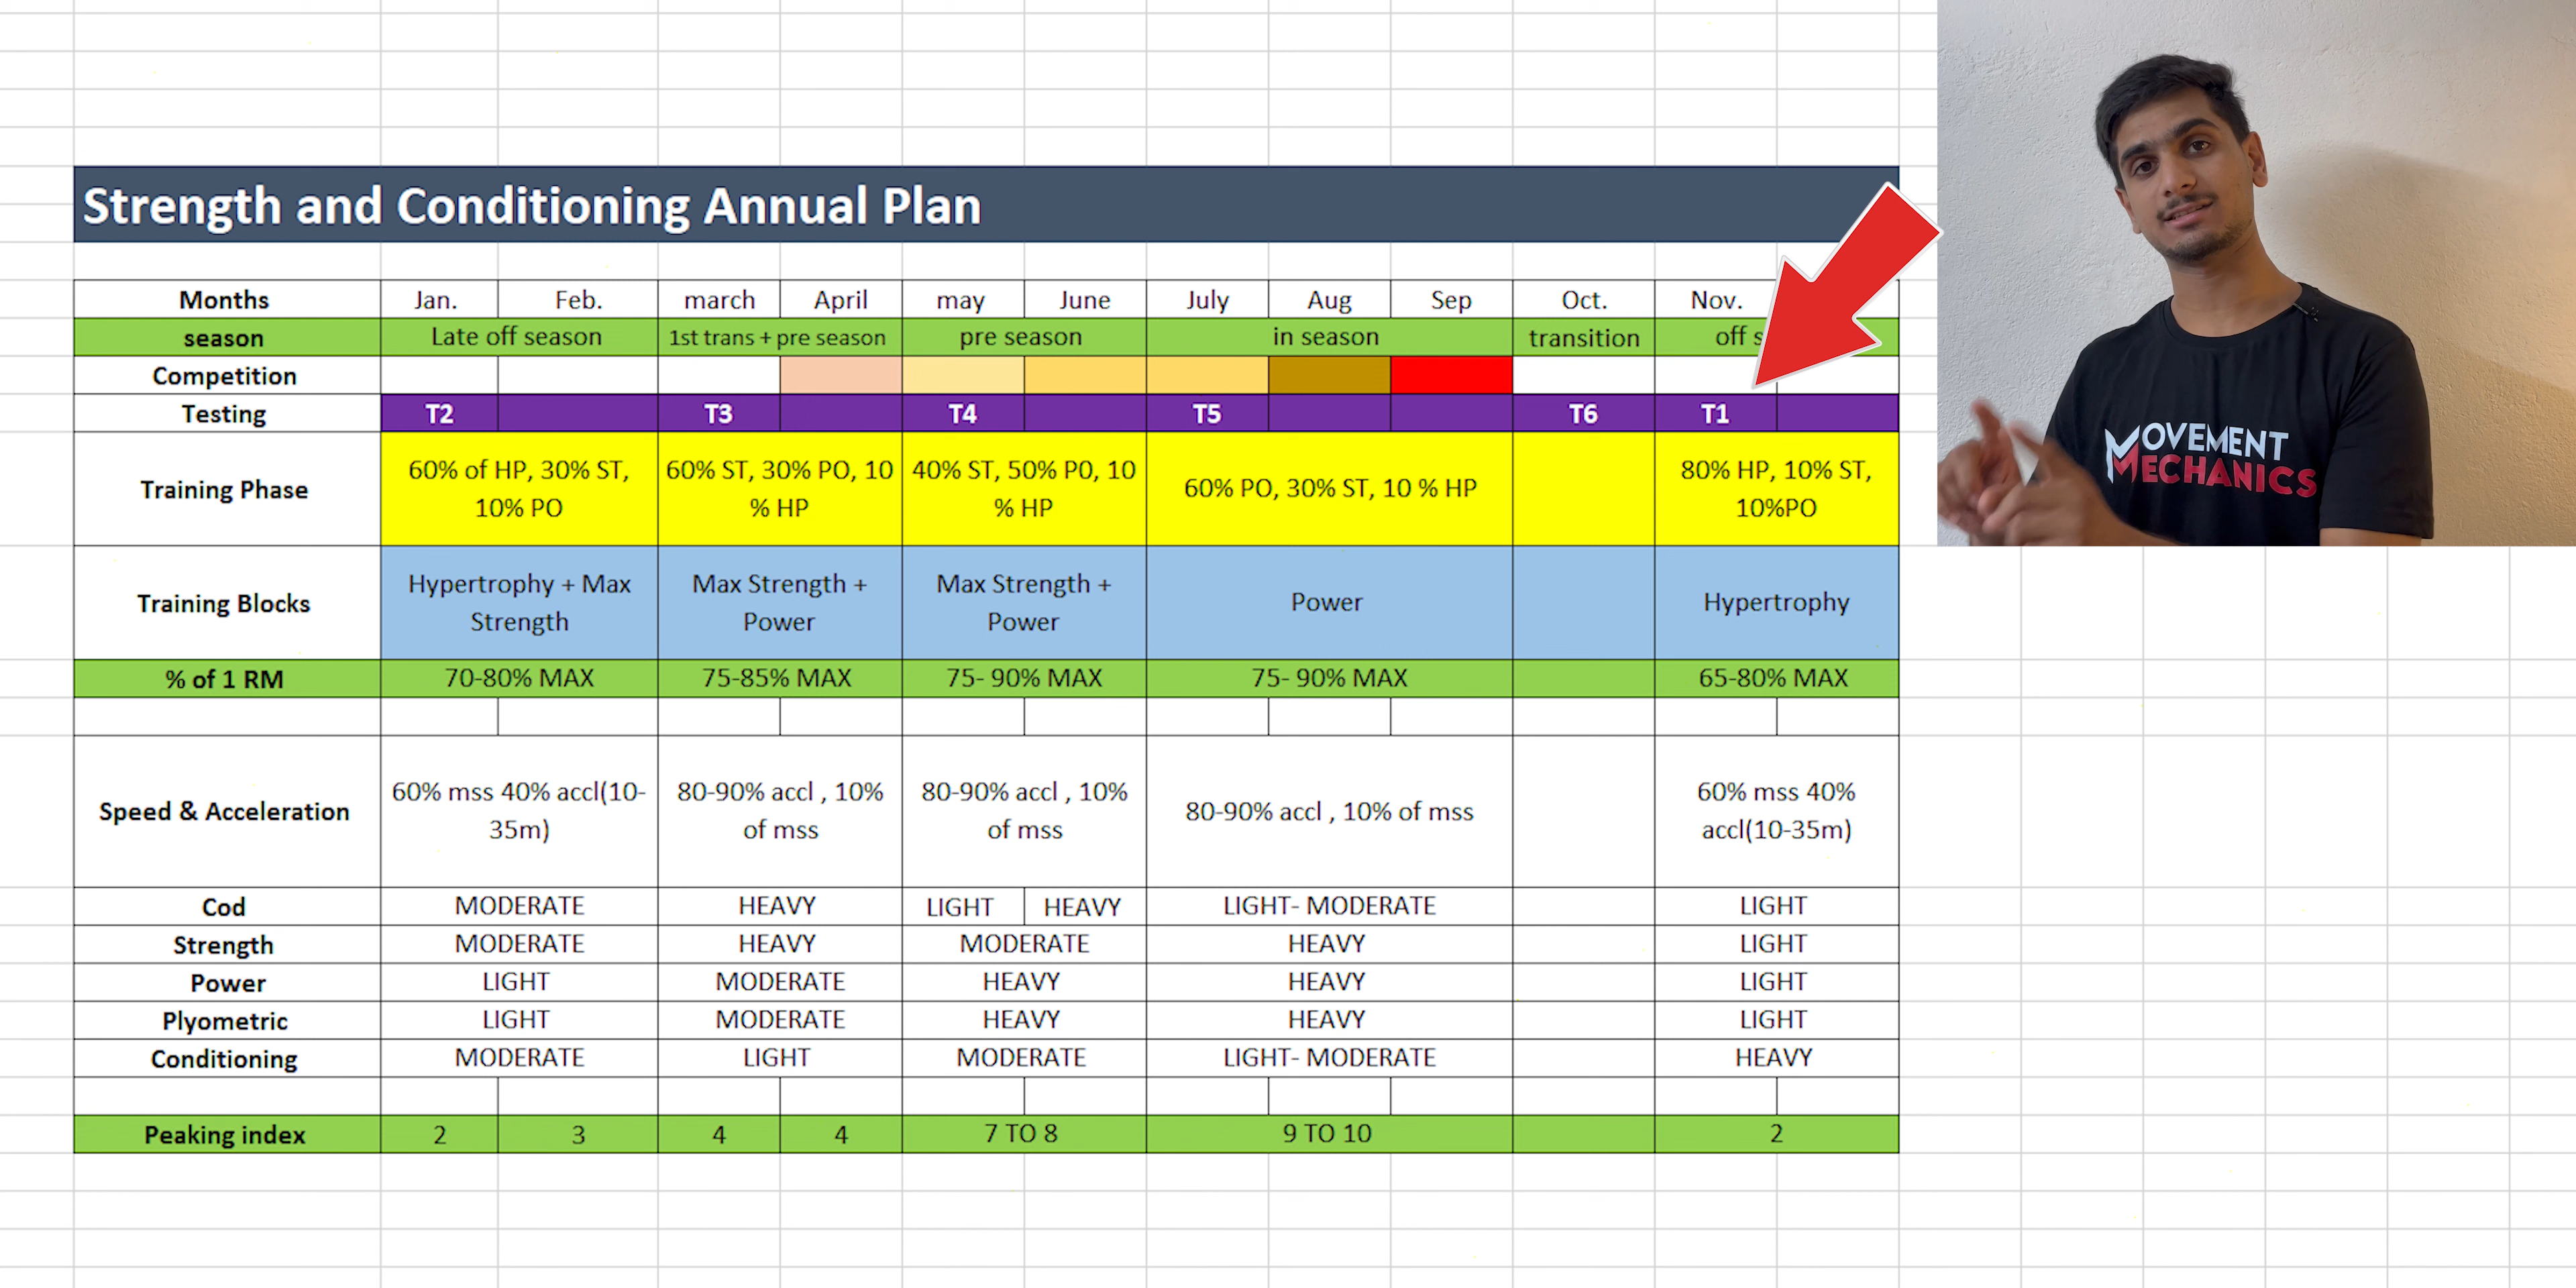 Strength and Conditioning Annual Plan
Months Jan. Feb. march April may June July Aug Sep Oct. Nov.
season Late off season 1st trans + pre season pre season in season transition off s
Competition
Testing T2 T3 T4 T5 T6 T1
Training Phase
60% of HP, 30% ST,
10% PO
60% ST, 30% PO, 10
% HP
40% ST, 50% P0, 10
% HP
60% PO, 30% ST, 10 % HP
80% HP, 10% ST,
10%PO
Training Blocks
Hypertrophy + Max
Strength
Max Strength +
Power
Max Strength +
Power
Power
Hypertrophy
% of 1 RM 70-80% MAX 75-85% MAX 75- 90% MAX 75- 90% MAX 65-80% MAX
Speed & Acceleration
60% mss 40% accl(10-
35m)
80-90% accl , 10%
of mss
80-90% accl , 10%
of mss
80-90% accl , 10% of mss
60% mss 40%
accl(10-35m)
Cod MODERATE HEAVY LIGHT HEAVY LIGHT- MODERATE LIGHT
Strength MODERATE HEAVY MODERATE HEAVY LIGHT
Power LIGHT MODERATE HEAVY HEAVY LIGHT
Plyometric LIGHT MODERATE HEAVY HEAVY LIGHT
Conditioning MODERATE LIGHT MODERATE LIGHT- MODERATE HEAVY
Peaking index 2 3 4 4 7 TO 8 9 TO 10 2
MOVEMENT
MECHANICS